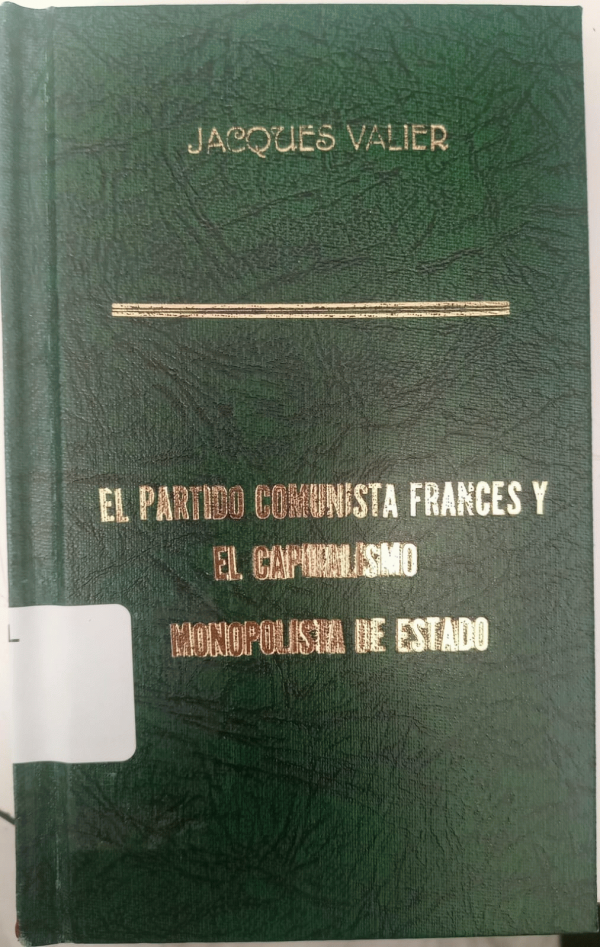 JACQUES VALIER
EL PARTIDO COMUNISTA FRANCES Y
EL CAPITALISMO
MONOPOLISTA DE ESTADO
L